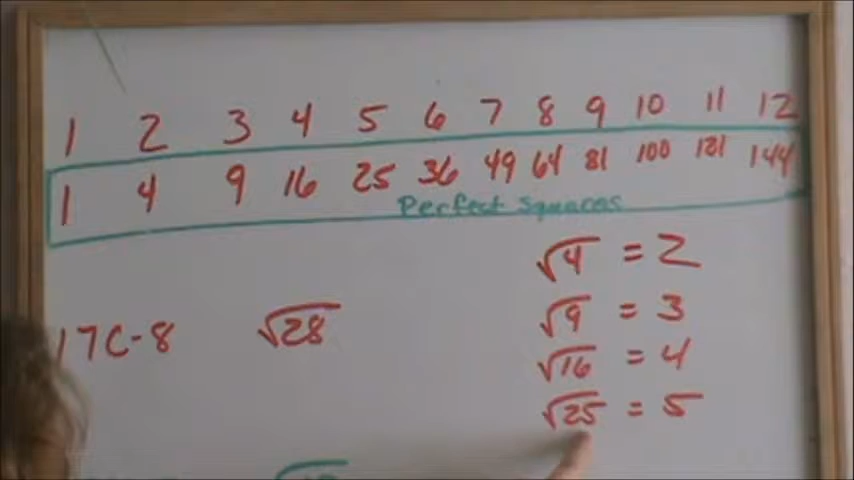 1 2 3 4 5 6 7 8 9 10 11 12
1 4 9 16 25 36 49 64 81 100 121 144
Perfect Squares
√4 = 2
√9 = 3
17C-8 √28
√16 = 4
√25 = 5